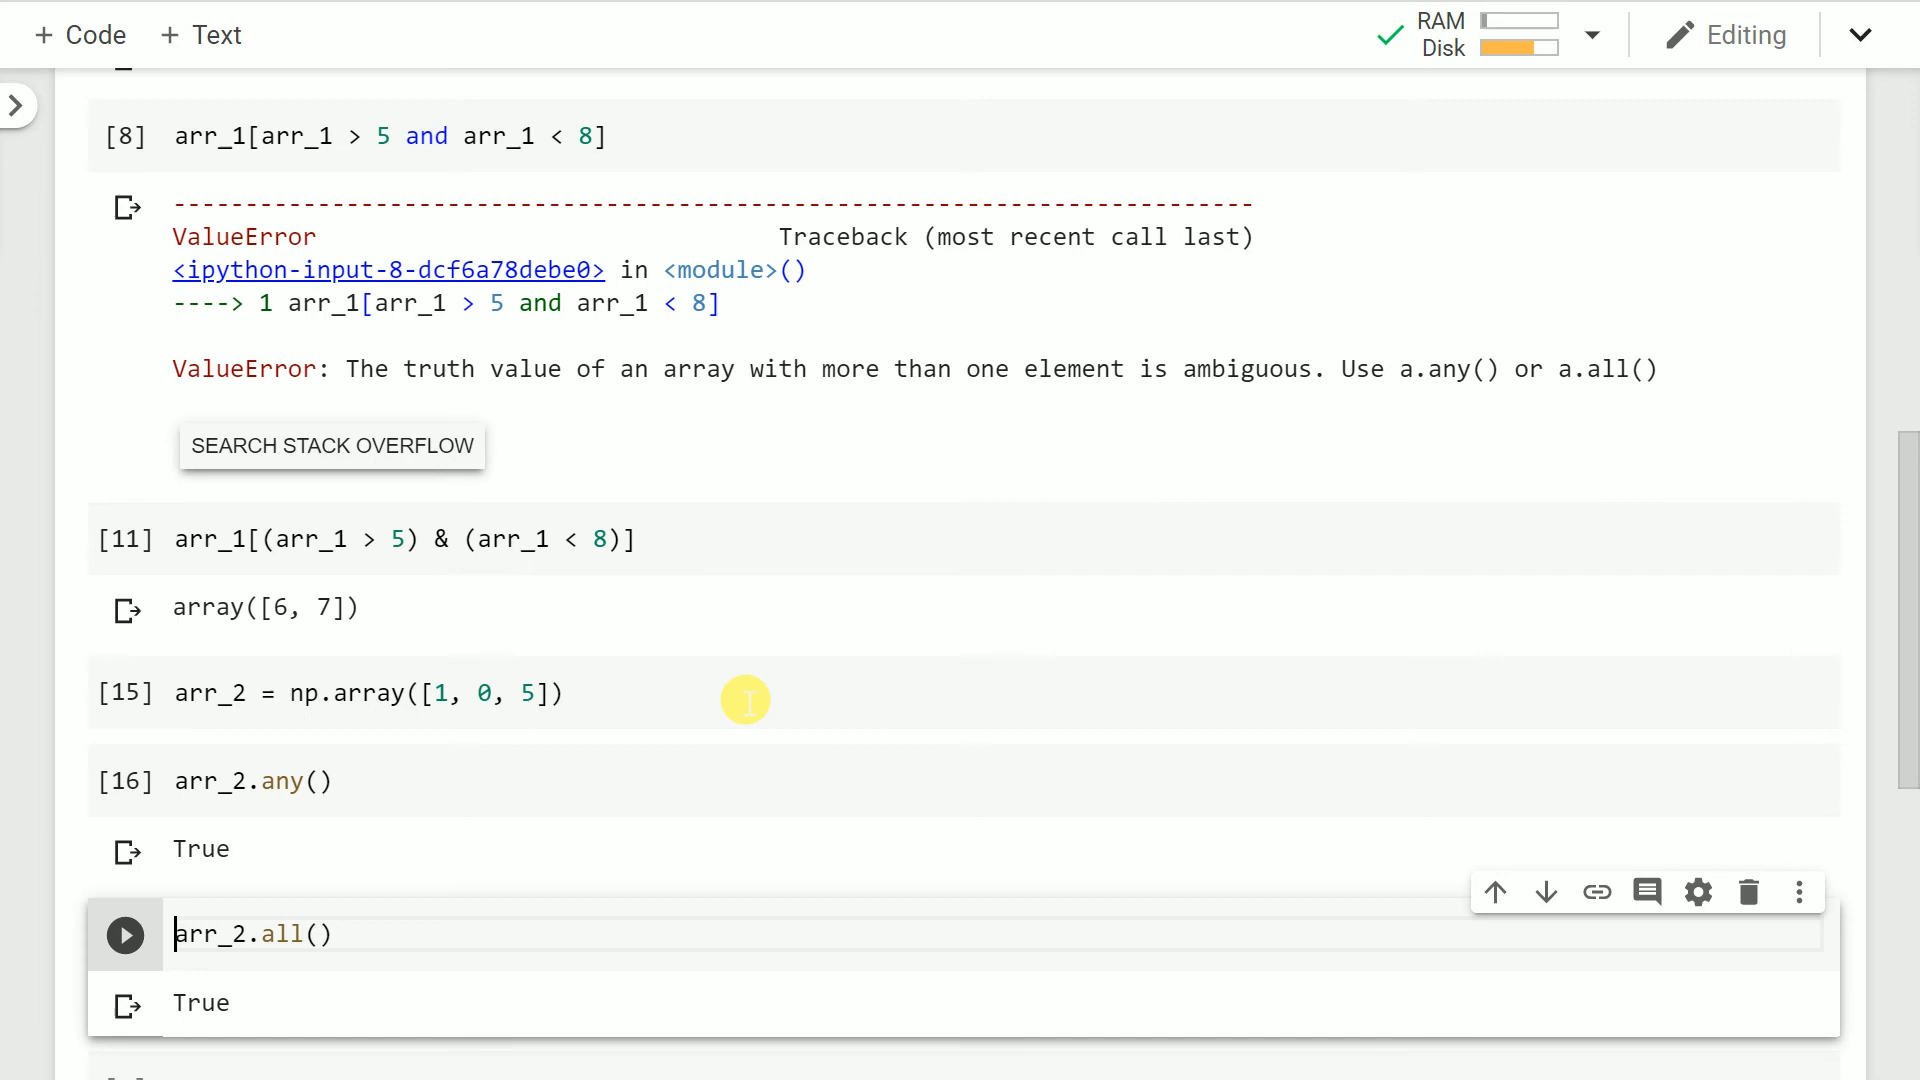 + Code + Text RAM Disk Editing
[8] arr_1[arr_1 > 5 and arr_1 < 8]
---------------------------------------------------------------------------
ValueError Traceback (most recent call last)
<ipython-input-8-dcf6a78debe0> in <module>()
----> 1 arr_1[arr_1 > 5 and arr_1 < 8]
ValueError: The truth value of an array with more than one element is ambiguous. Use a.any() or a.all()
SEARCH STACK OVERFLOW
[11] arr_1[(arr_1 > 5) & (arr_1 < 8)]
array([6, 7])
[15] arr_2 = np.array([1, 0, 5])
[16] arr_2.any()
True
arr_2.all()
True